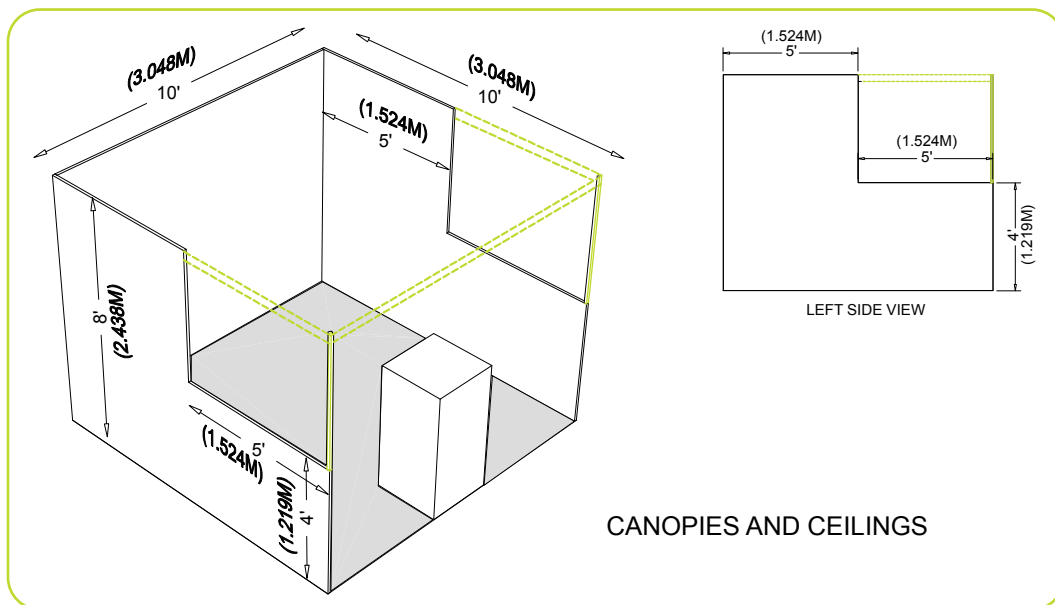 (3.048M)
10'
(3.048M)
10'
(1.524M)
5'
8'
(2.438M)
5'
(1.524M)
4'
(1.219M)
(1.524M)
5'
(1.524M)
5'
4'
(1.219M)
LEFT SIDE VIEW
CANOPIES AND CEILINGS